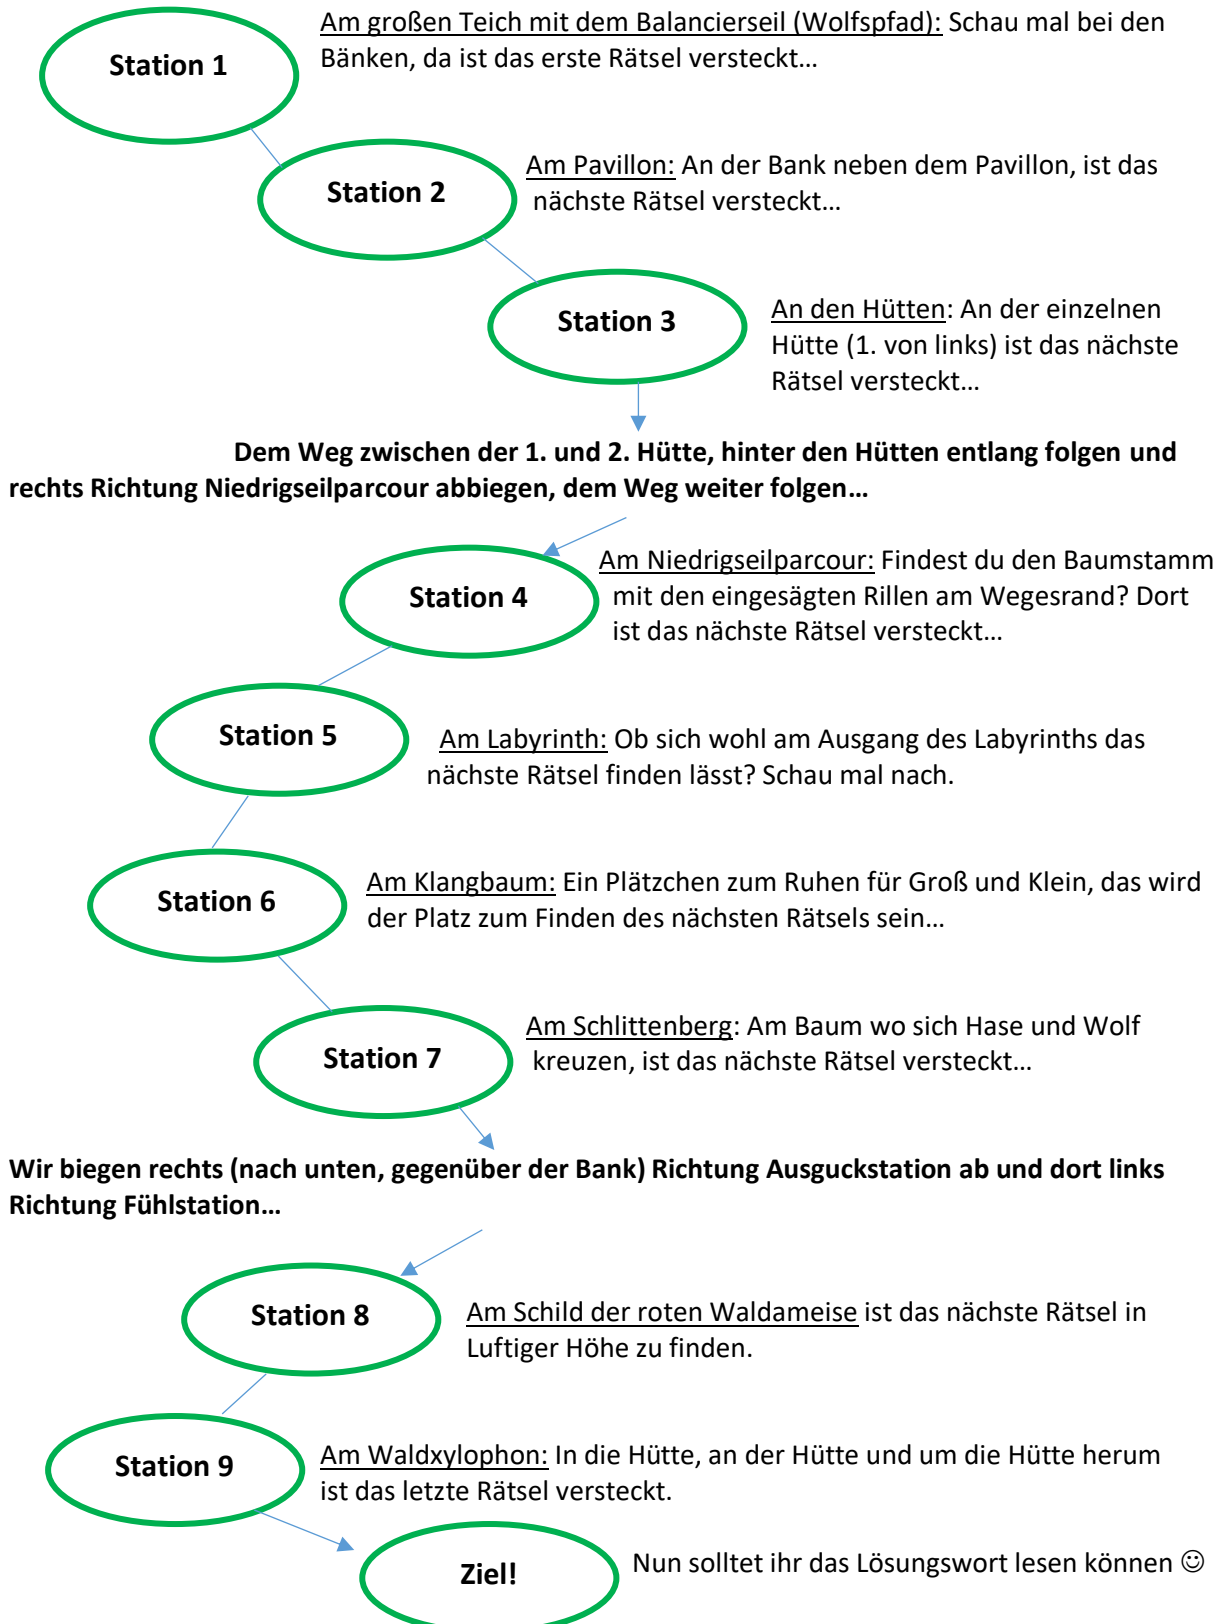 Am großen Teich mit dem Balancierseil (Wolfspfad): Schau mal bei den
Station 1
Bänken, da ist das erste Rätsel versteckt…
Am Pavillon: An der Bank neben dem Pavillon, ist das
Station 2
nächste Rätsel versteckt…
Station 3
An den Hütten: An der einzelnen
Hütte (1. von links) ist das nächste
Rätsel versteckt…
Dem Weg zwischen der 1. und 2. Hütte, hinter den Hütten entlang folgen und
rechts Richtung Niedrigseilparcour abbiegen, dem Weg weiter folgen…
Am Niedrigseilparcour: Findest du den Baumstamm
Station 4
mit den eingesägten Rillen am Wegesrand? Dort
ist das nächste Rätsel versteckt…
Station 5
Am Labyrinth: Ob sich wohl am Ausgang des Labyrinths das
nächste Rätsel finden lässt? Schau mal nach.
Am Klangbaum: Ein Plätzchen zum Ruhen für Groß und Klein, das wird
Station 6
der Platz zum Finden des nächsten Rätsels sein…
Am Schlittenberg: Am Baum wo sich Hase und Wolf
Station 7
kreuzen, ist das nächste Rätsel versteckt…
Wir biegen rechts (nach unten, gegenüber der Bank) Richtung Ausguckstation ab und dort links
Richtung Fühlstation…
Station 8
Am Schild der roten Waldameise ist das nächste Rätsel in
Luftiger Höhe zu finden.
Station 9
Am Waldxylophon: In die Hütte, an der Hütte und um die Hütte herum
ist das letzte Rätsel versteckt.
Ziel!
Nun solltet ihr das Lösungswort lesen können ☺